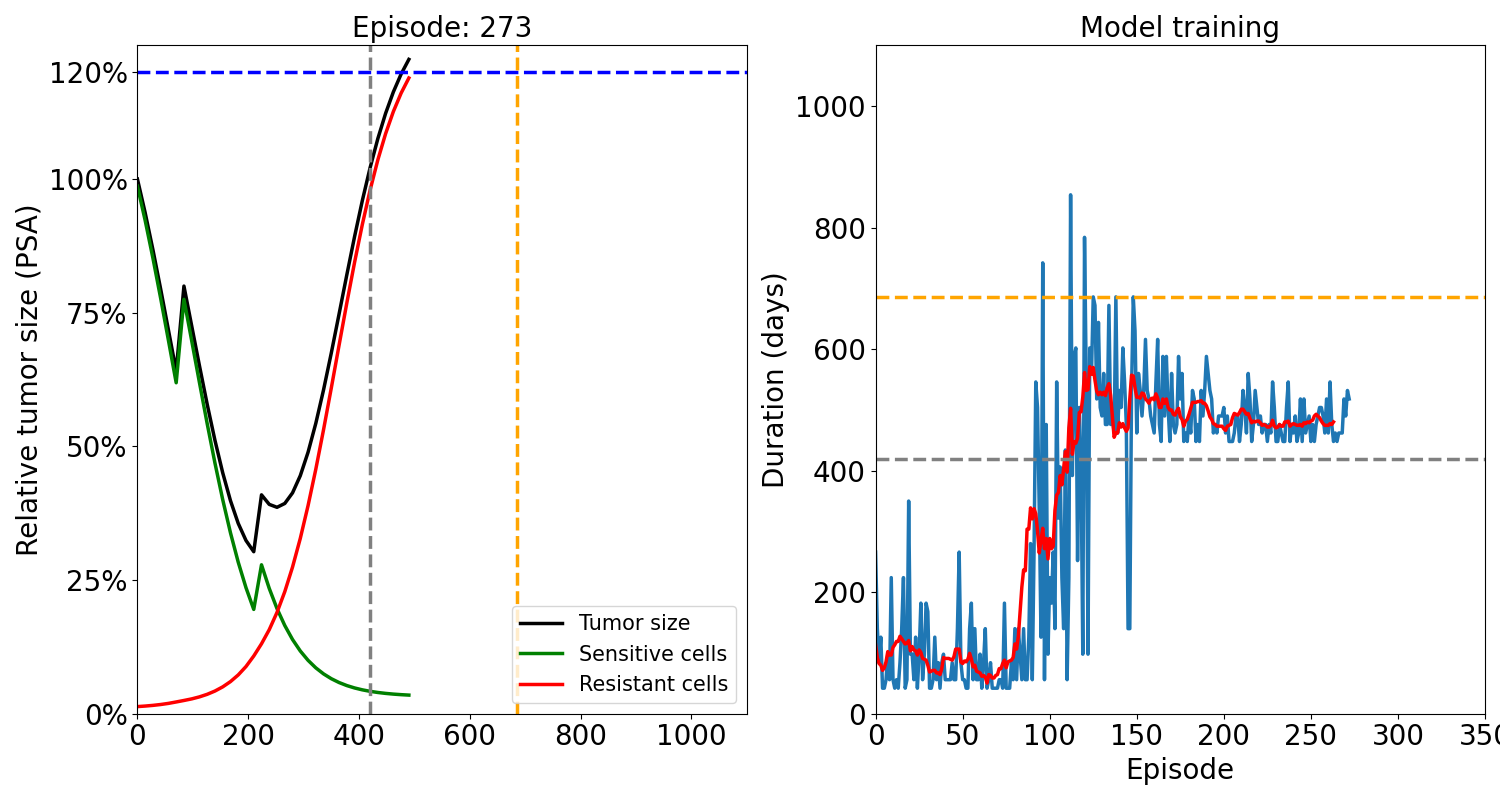 Episode: 273
Relative tumor size (PSA)
120%
100%
75%
50%
25%
0%
0 200 400 600 800 1000
Tumor size
Sensitive cells
Resistant cells
Model training
Duration (days)
1000
800
600
400
200
0
0 50 100 150 200 250 300 350
Episode